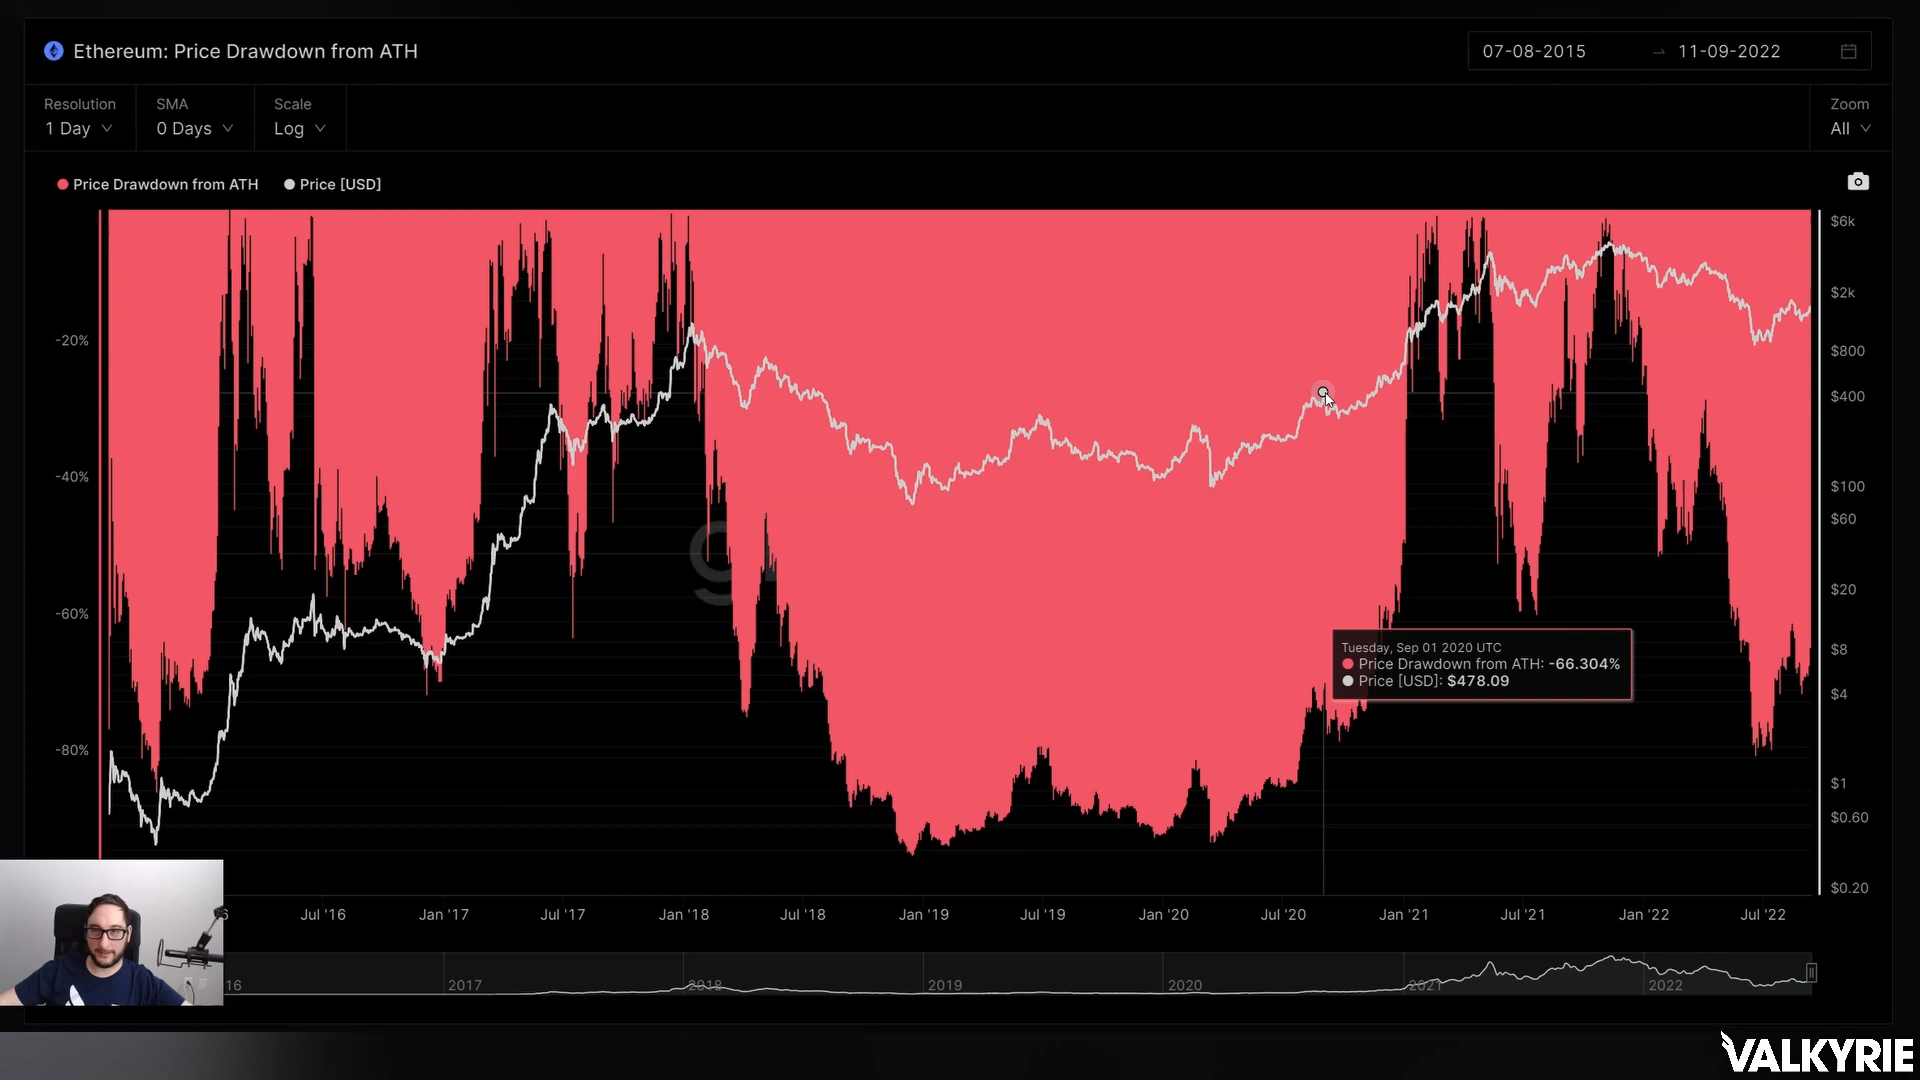 Ethereum: Price Drawdown from ATH
07-08-2015 → 11-09-2022
Resolution
1 Day
SMA
0 Days
Scale
Log
Zoom
All
Price Drawdown from ATH
Price [USD]
-20%
-40%
-60%
-80%
$6k
$2k
$800
$400
$100
$60
$20
$8
$4
$1
$0.60
$0.20
g
Tuesday, Sep 01 2020 UTC
Price Drawdown from ATH: -66.304%
Price [USD]: $478.09
6
Jul '16
Jan '17
Jul '17
Jan '18
Jul '18
Jan '19
Jul '19
Jan '20
Jul '20
Jan '21
Jul '21
Jan '22
Jul '22
16
2017
2018
2019
2020
2021
2022
VALKYRIE